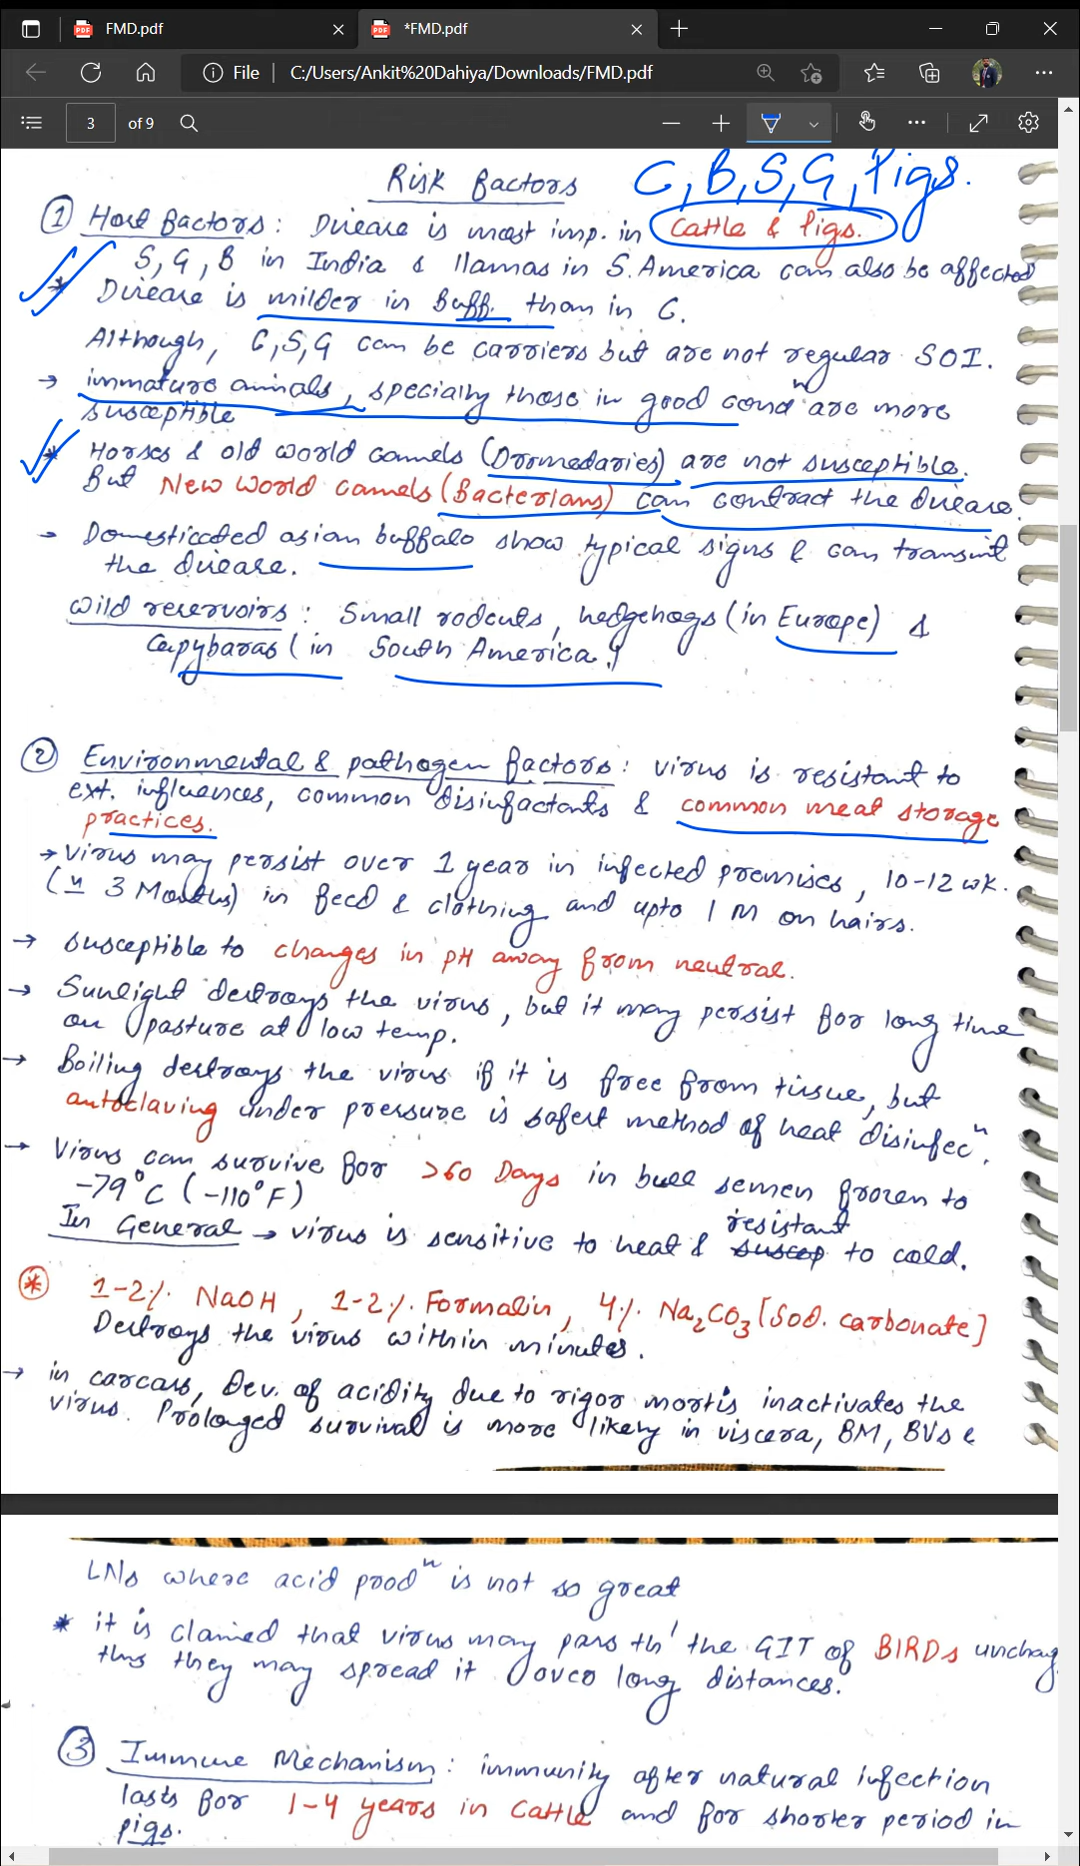 FMD.pdf
*FMD.pdf
File
C:/Users/Ankit%20Dahiya/Downloads/FMD.pdf
3 of 9
Risk factors
C, B, S, G, Pigs.
① Host factors: Disease is most imp. in Cattle & Pigs.
S, G, B in India & llamas in S. America can also be affected
* Disease is milder in Buff. than in C.
Although, C, S, G can be carriers but are not regular SOI.
→ immature animals, specially those in good condⁿ are more
susceptible
* Horses & old world camels (Dromedaries) are not susceptible.
But New World Camels (Bacterians) can contract the disease.
→ Domesticated asian buffalo show typical signs & can transmit
the disease.
Wild reservoirs: Small rodents, hedgehogs (in Europe) &
Capybaras (in South America)
② Environmental & pathogen factors: virus is resistant to
ext. influences, common disinfactants & common meat storage
practices.
→ Virus may persist over 1 year in infected premises, 10-12 wk.
(≃ 3 Months) in feed & clothing and upto 1 M on hairs.
→ Susceptible to changes in pH away from neutral.
→ Sunlight destroys the virus, but it may persist for long time
on pasture at low temp.
→ Boiling destroys the virus if it is free from tissue, but
autoclaving under pressure is safest method of heat disinfecⁿ.
→ Virus can survive for >60 Days in bull semen frozen to
-79°C (-110°F)
In General → virus is sensitive to heat & suscep resistant to cold.
* 1-2%. NaOH, 1-2%. Formalin, 4%. Na₂CO₃ [Sod. carbonate]
Destroys the virus within minutes.
→ in carcass, Dev. of acidity due to rigor mortis inactivates the
virus. Prolonged survival is more likely in viscera, BM, BVs &
LNs where acid prodⁿ is not so great
* it is claimed that virus may pass th' the GIT of BIRDs unchag
thus they may spread it over long distances.
③ Immune Mechanism: immunity after natural infection
lasts for 1-4 years in Cattle and for shorter period in
pigs.